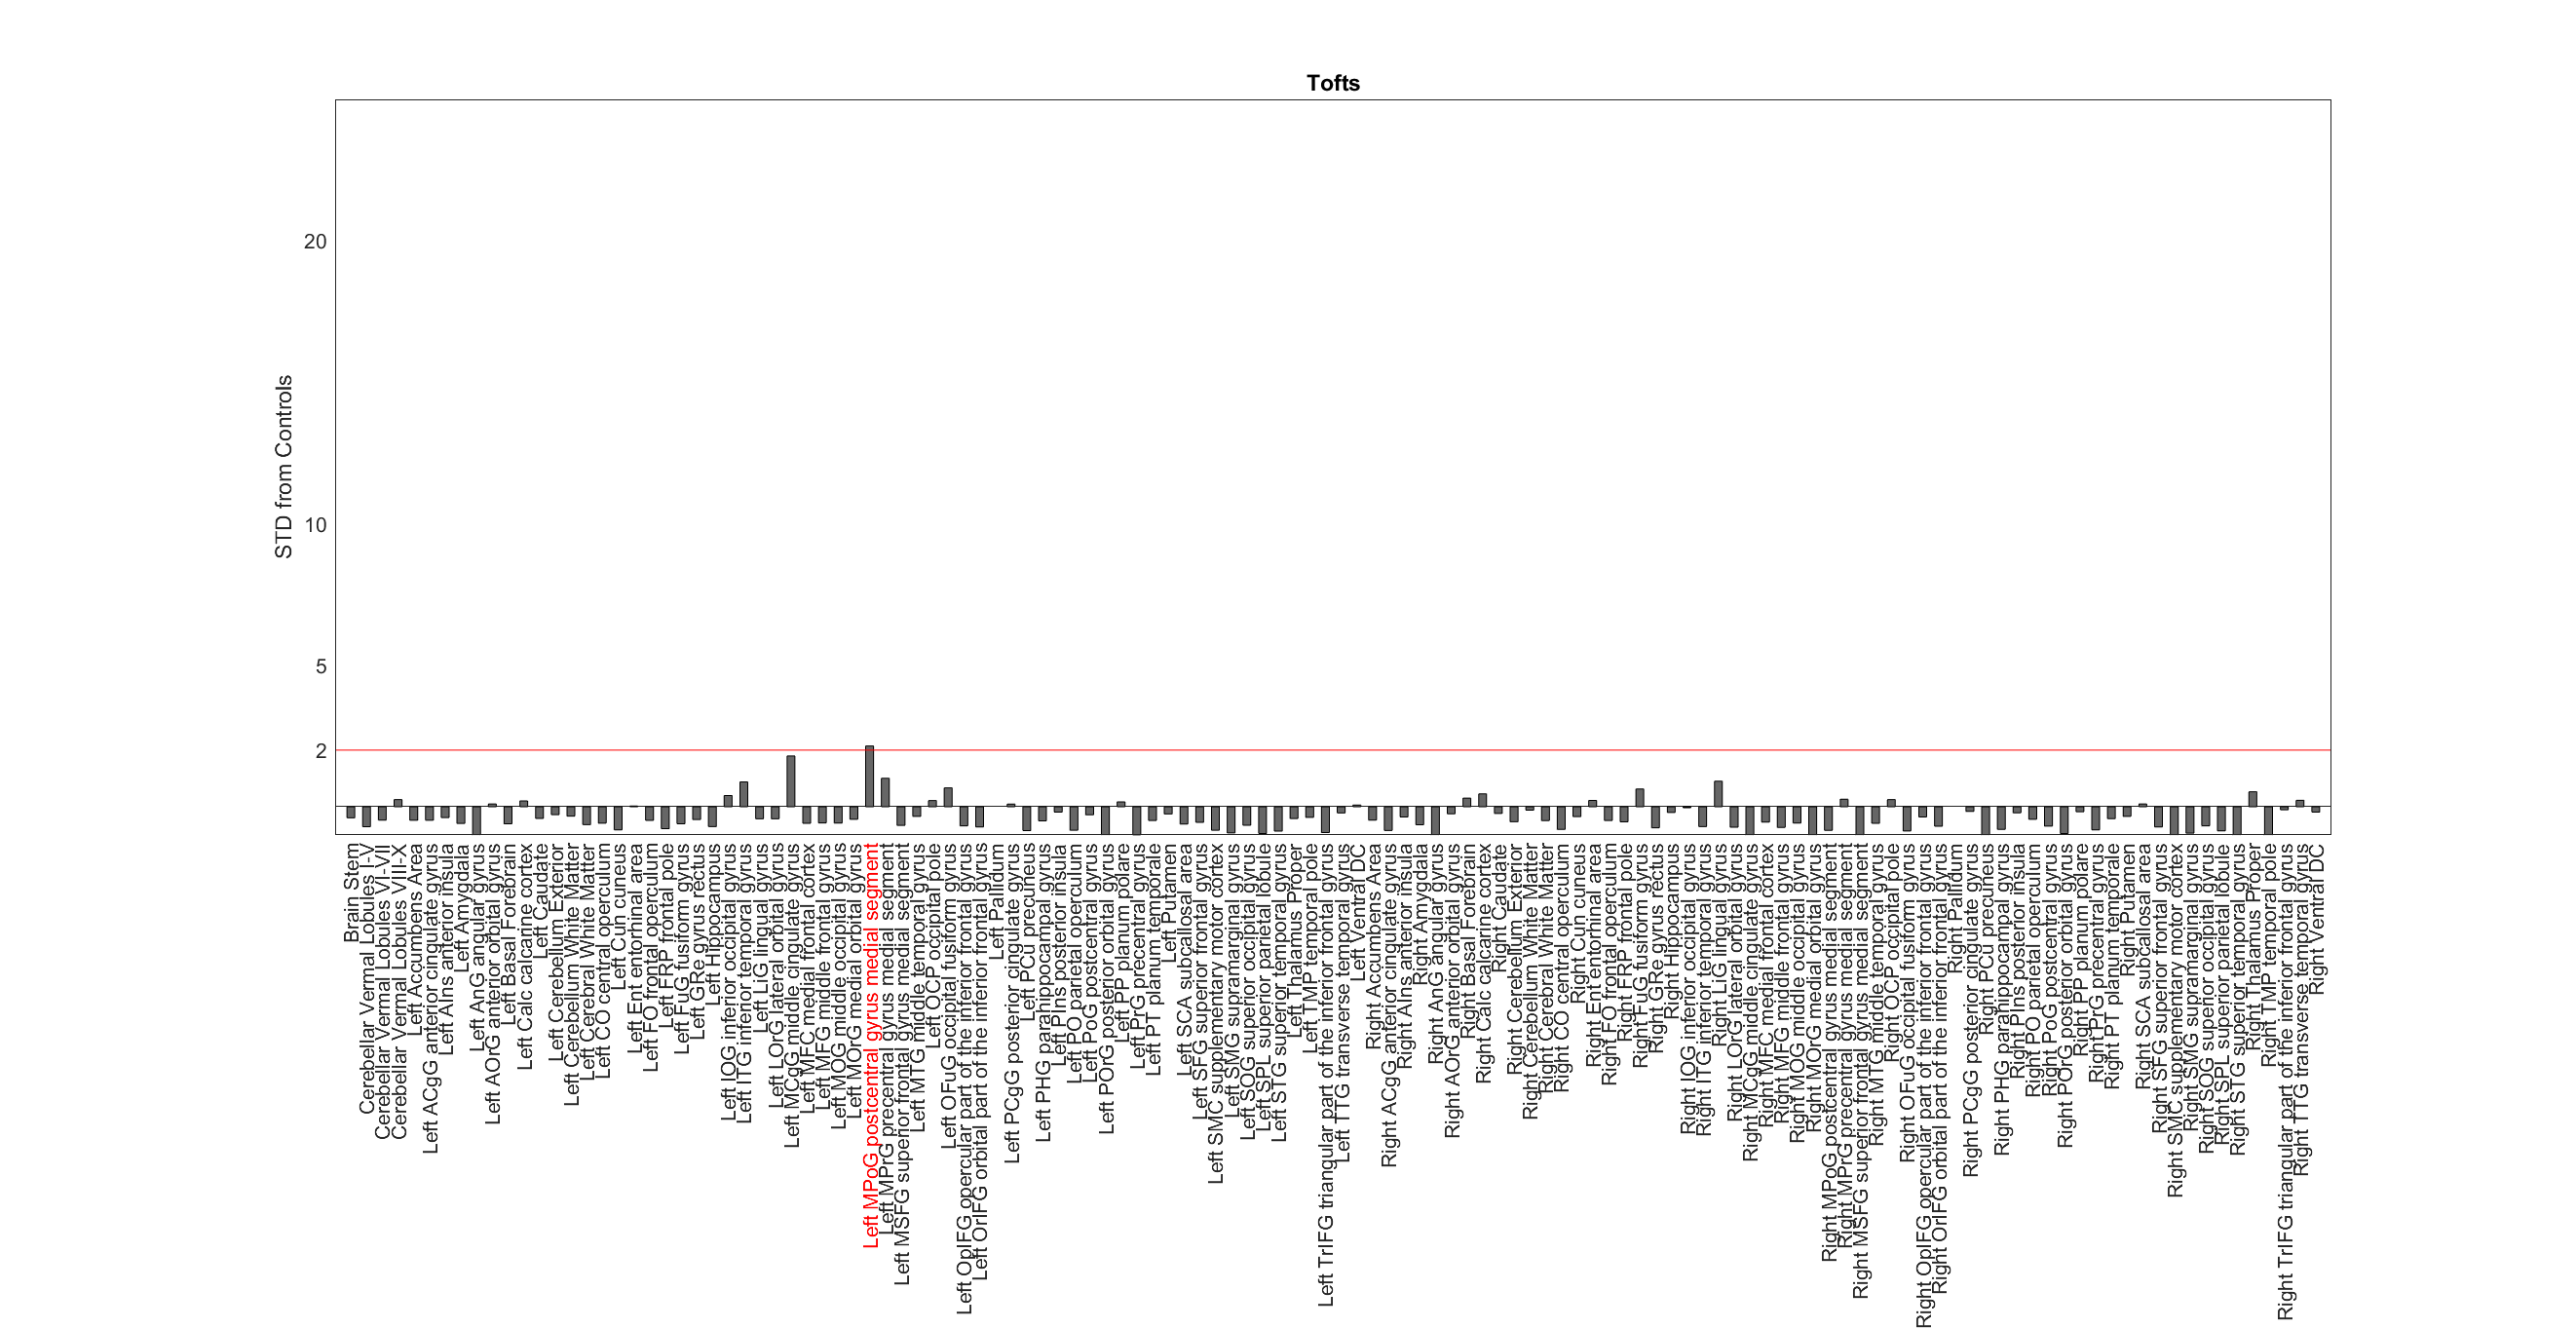 Tofts
STD from Controls
20
10
5
2
Brain Stem
Cerebellar Vermal Lobules I-V
Cerebellar Vermal Lobules VI-VII
Cerebellar Vermal Lobules VIII-X
Left Accumbens Area
Left ACgG anterior cingulate gyrus
Left AIns anterior insula
Left Amygdala
Left AnG angular gyrus
Left AOrG anterior orbital gyrus
Left Basal Forebrain
Left Calc calcarine cortex
Left Caudate
Left Cerebellum Exterior
Left Cerebellum White Matter
Left Cerebral White Matter
Left CO central operculum
Left Cun cuneus
Left Ent entorhinal area
Left FO frontal operculum
Left FRP frontal pole
Left FuG fusiform gyrus
Left GRe gyrus rectus
Left Hippocampus
Left IOG inferior occipital gyrus
Left ITG inferior temporal gyrus
Left LiG lingual gyrus
Left LOrG lateral orbital gyrus
Left MCgG middle cingulate gyrus
Left MFC medial frontal cortex
Left MFG middle frontal gyrus
Left MOG middle occipital gyrus
Left MOrG medial orbital gyrus
Left MPoG postcentral gyrus medial segment
Left MPrG precentral gyrus medial segment
Left MSFG superior frontal gyrus medial segment
Left MTG middle temporal gyrus
Left OCP occipital pole
Left OFuG occipital fusiform gyrus
Left OpIFG opercular part of the inferior frontal gyrus
Left OrIFG orbital part of the inferior frontal gyrus
Left Pallidum
Left PCgG posterior cingulate gyrus
Left PCu precuneus
Left PHG parahippocampal gyrus
Left PIns posterior insula
Left PO parietal operculum
Left PoG postcentral gyrus
Left POrG posterior orbital gyrus
Left PP planum polare
Left PrG precentral gyrus
Left PT planum temporale
Left Putamen
Left SCA subcallosal area
Left SFG superior frontal gyrus
Left SMC supplementary motor cortex
Left SMG supramarginal gyrus
Left SOG superior occipital gyrus
Left SPL superior parietal lobule
Left STG superior temporal gyrus
Left Thalamus Proper
Left TMP temporal pole
Left TrIFG triangular part of the inferior frontal gyrus
Left TTG transverse temporal gyrus
Left Ventral DC
Right Accumbens Area
Right ACgG anterior cingulate gyrus
Right AIns anterior insula
Right Amygdala
Right AnG angular gyrus
Right AOrG anterior orbital gyrus
Right Basal Forebrain
Right Calc calcarine cortex
Right Caudate
Right Cerebellum Exterior
Right Cerebellum White Matter
Right Cerebral White Matter
Right CO central operculum
Right Cun cuneus
Right Ent entorhinal area
Right FO frontal operculum
Right FRP frontal pole
Right FuG fusiform gyrus
Right GRe gyrus rectus
Right Hippocampus
Right IOG inferior occipital gyrus
Right ITG inferior temporal gyrus
Right LiG lingual gyrus
Right LOrG lateral orbital gyrus
Right MCgG middle cingulate gyrus
Right MFC medial frontal cortex
Right MFG middle frontal gyrus
Right MOG middle occipital gyrus
Right MOrG medial orbital gyrus
Right MPoG postcentral gyrus medial segment
Right MPrG precentral gyrus medial segment
Right MSFG superior frontal gyrus medial segment
Right MTG middle temporal gyrus
Right OCP occipital pole
Right OFuG occipital fusiform gyrus
Right OpIFG opercular part of the inferior frontal gyrus
Right OrIFG orbital part of the inferior frontal gyrus
Right Pallidum
Right PCgG posterior cingulate gyrus
Right PCu precuneus
Right PHG parahippocampal gyrus
Right PIns posterior insula
Right PO parietal operculum
Right PoG postcentral gyrus
Right POrG posterior orbital gyrus
Right PP planum polare
Right PrG precentral gyrus
Right PT planum temporale
Right Putamen
Right SCA subcallosal area
Right SFG superior frontal gyrus
Right SMC supplementary motor cortex
Right SMG supramarginal gyrus
Right SOG superior occipital gyrus
Right SPL superior parietal lobule
Right STG superior temporal gyrus
Right Thalamus Proper
Right TMP temporal pole
Right TrIFG triangular part of the inferior frontal gyrus
Right TTG transverse temporal gyrus
Right Ventral DC